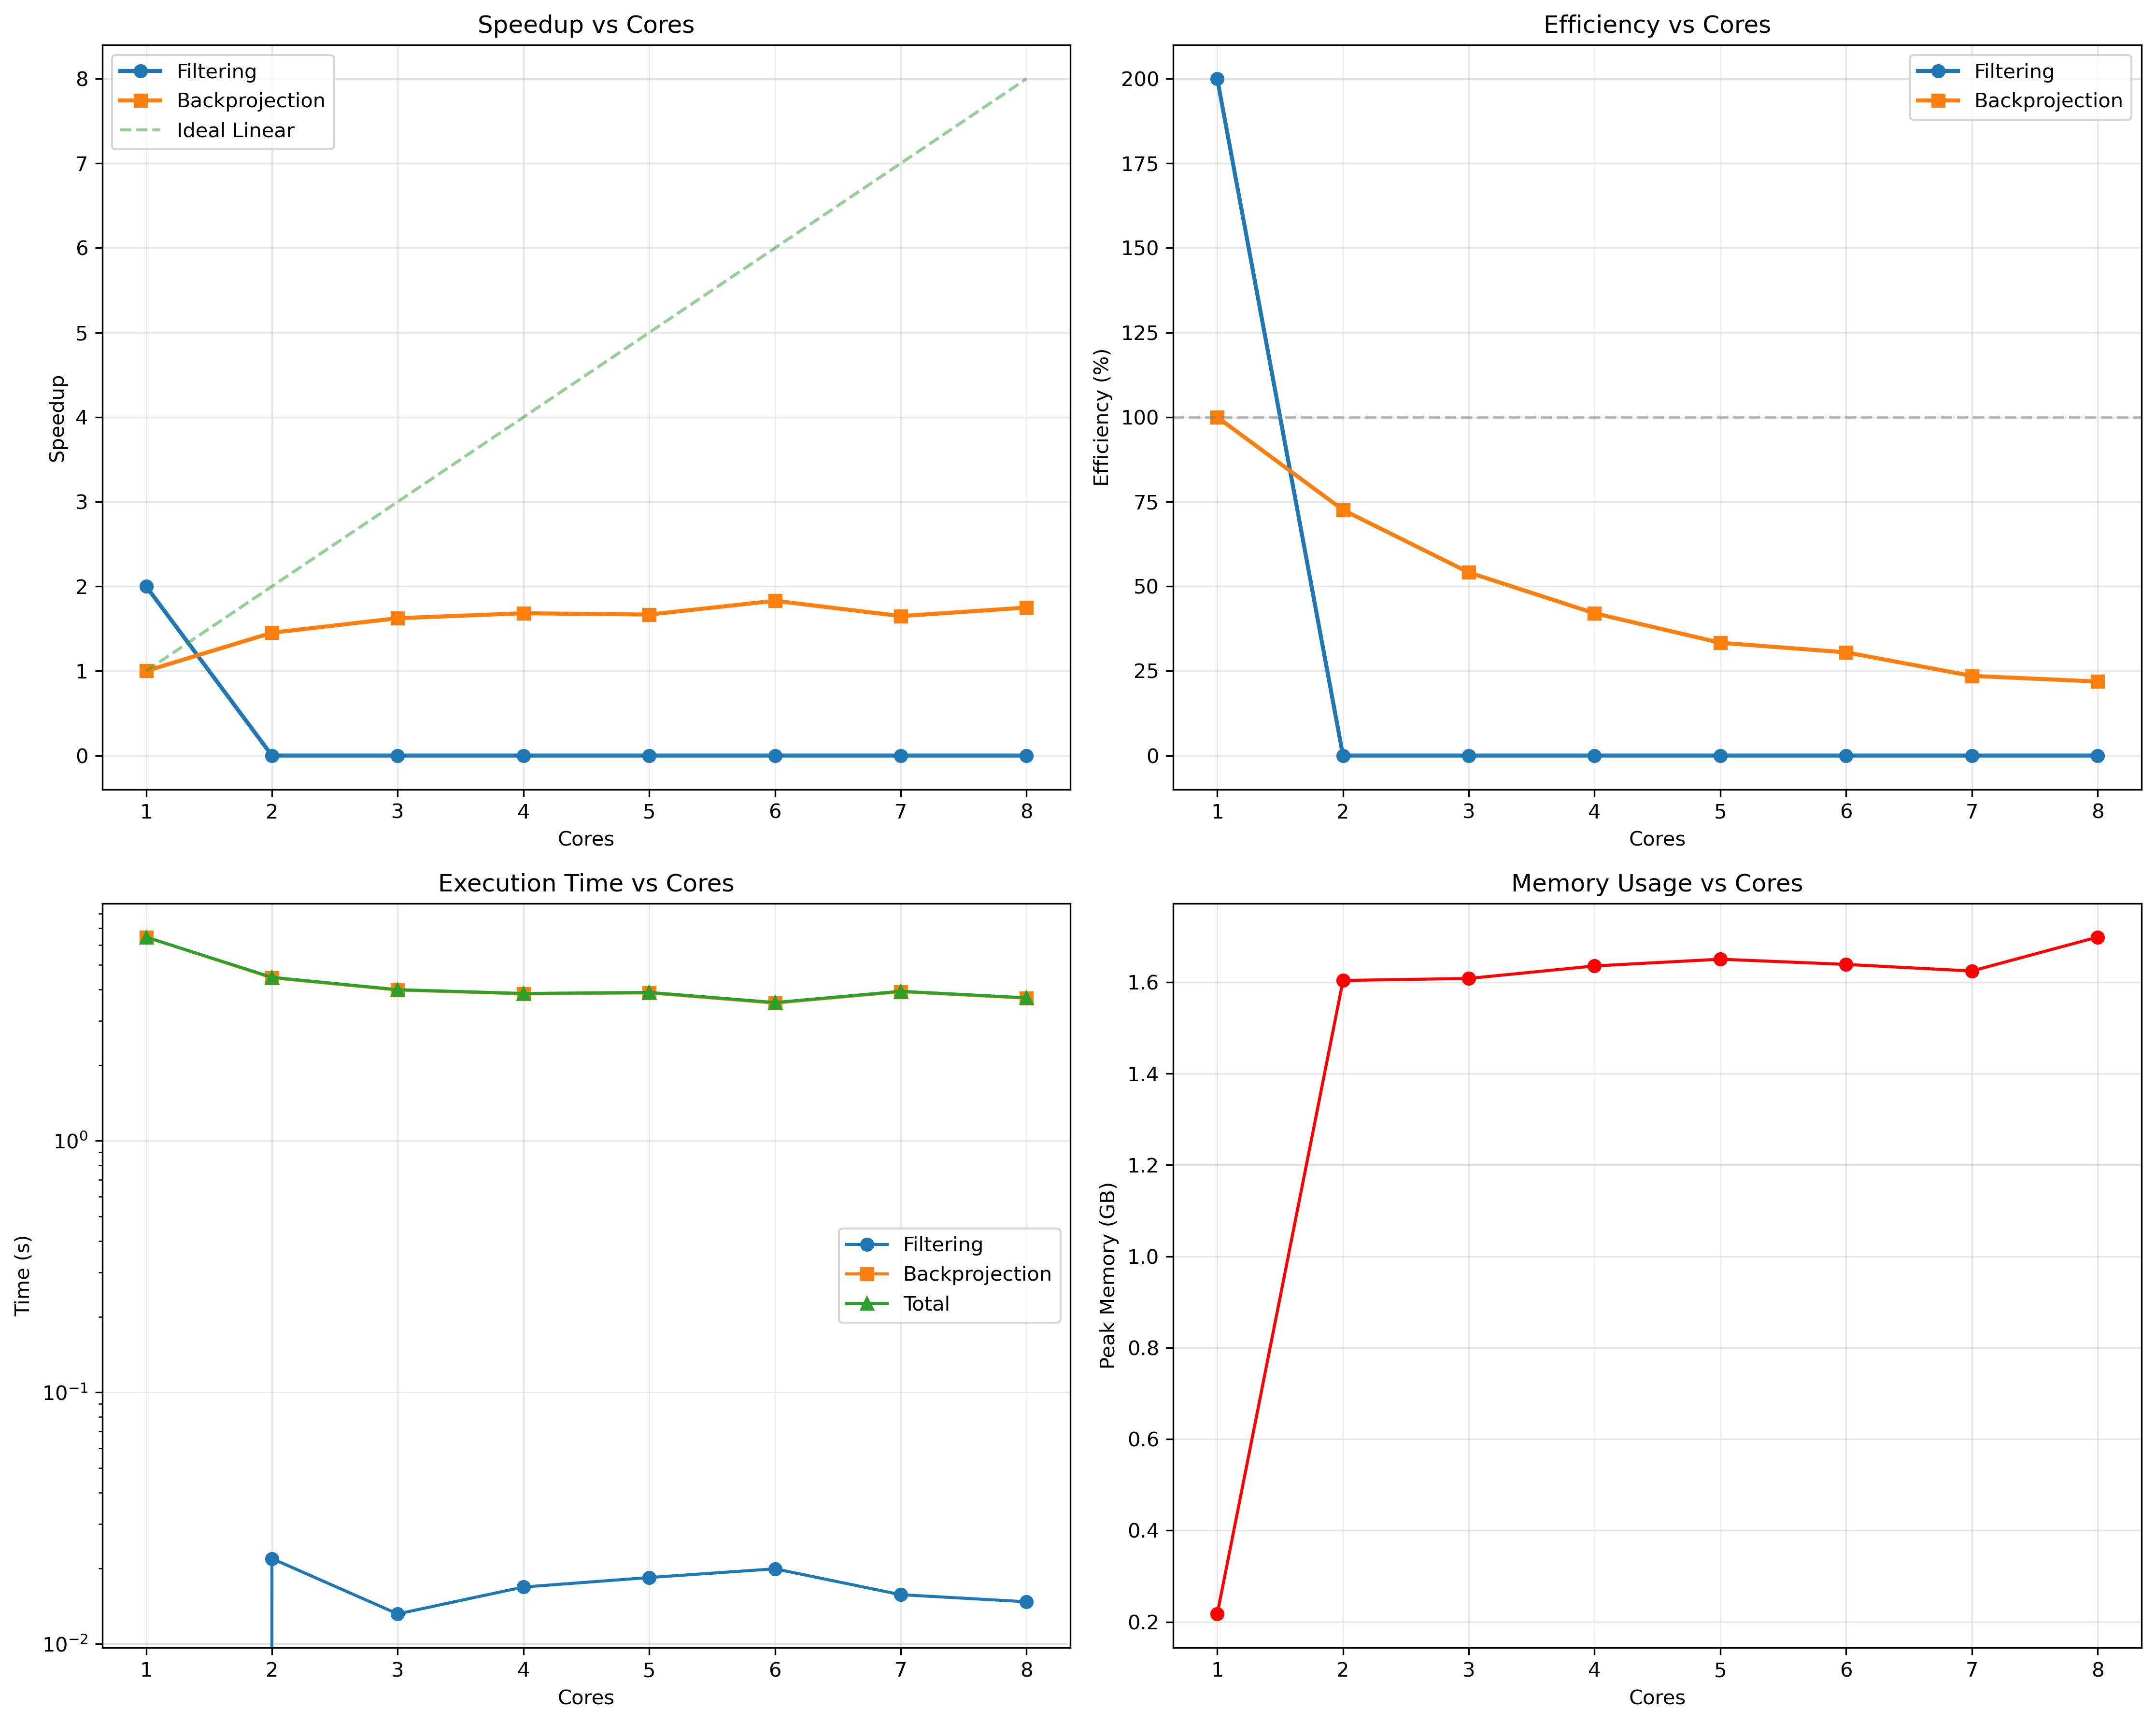 Speedup vs Cores
Speedup
8
7
6
5
4
3
2
1
0
Filtering
Backprojection
Ideal Linear
1 2 3 4 5 6 7 8
Cores
Efficiency vs Cores
Efficiency (%)
200
175
150
125
100
75
50
25
0
Filtering
Backprojection
1 2 3 4 5 6 7 8
Cores
Execution Time vs Cores
Time (s)
10⁰
10⁻¹
10⁻²
Filtering
Backprojection
Total
1 2 3 4 5 6 7 8
Cores
Memory Usage vs Cores
Peak Memory (GB)
1.6
1.4
1.2
1.0
0.8
0.6
0.4
0.2
1 2 3 4 5 6 7 8
Cores